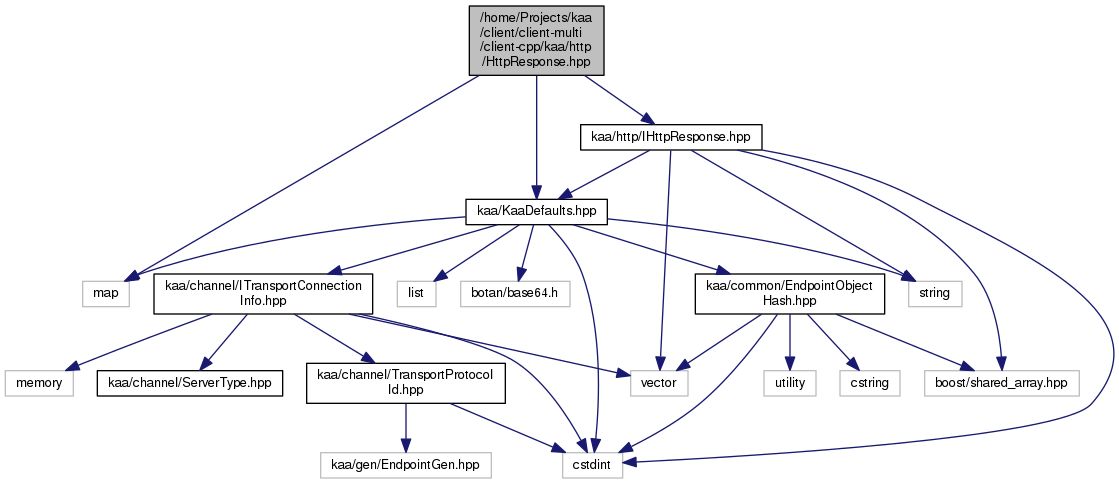 /home/Projects/kaa
/client/client-multi
/client-cpp/kaa/http
/HttpResponse.hpp
kaa/http/IHttpResponse.hpp
kaa/KaaDefaults.hpp
map
kaa/channel/ITransportConnection
Info.hpp
list
botan/base64.h
kaa/common/EndpointObject
Hash.hpp
string
memory
kaa/channel/ServerType.hpp
kaa/channel/TransportProtocol
Id.hpp
vector
utility
cstring
boost/shared_array.hpp
kaa/gen/EndpointGen.hpp
cstdint